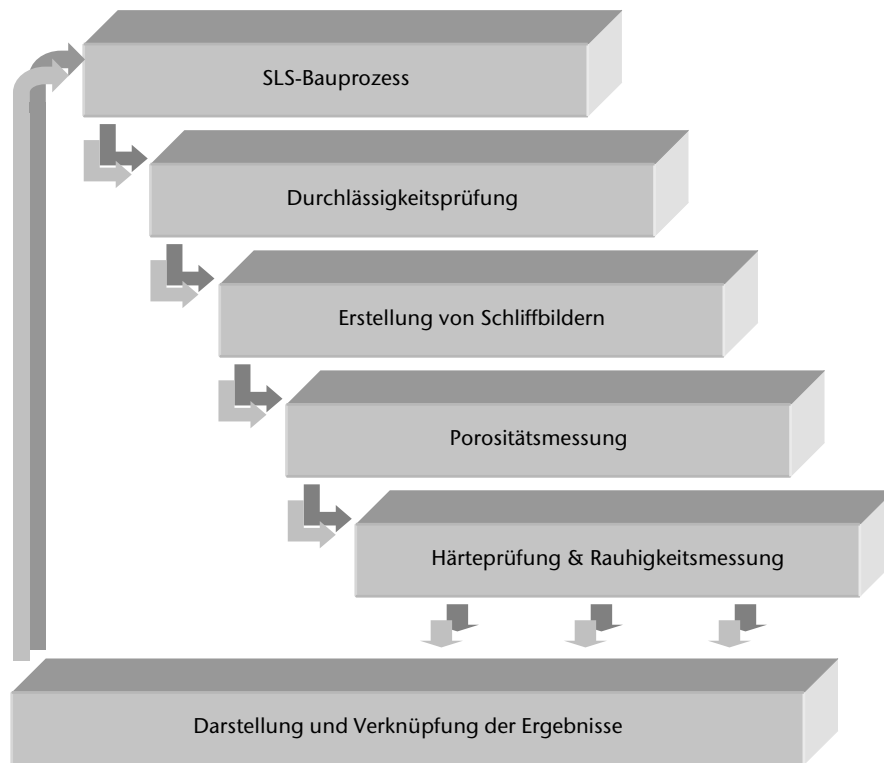 SLS-Bauprozess
Durchlässigkeitsprüfung
Erstellung von Schliffbildern
Porositätsmessung
Härteprüfung & Rauhigkeitsmessung
Darstellung und Verknüpfung der Ergebnisse